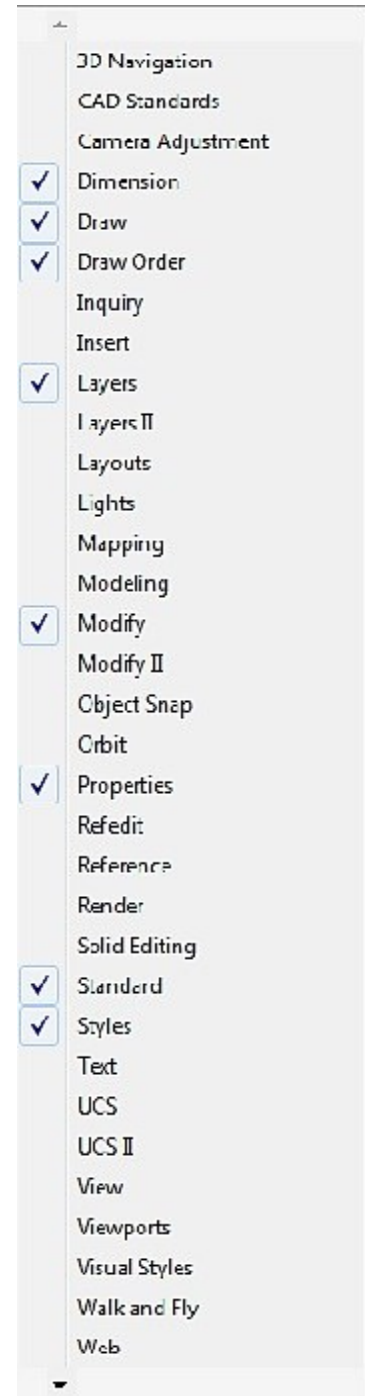 3D Navigation
CAD Standards
Camera Adjustment
Dimension
Draw
Draw Order
Inquiry
Insert
Layers
Layers II
Layouts
Lights
Mapping
Modeling
Modify
Modify II
Object Snap
Orbit
Properties
Refedit
Reference
Render
Solid Editing
Standard
Styles
Text
UCS
UCS II
View
Viewports
Visual Styles
Walk and Fly
Web